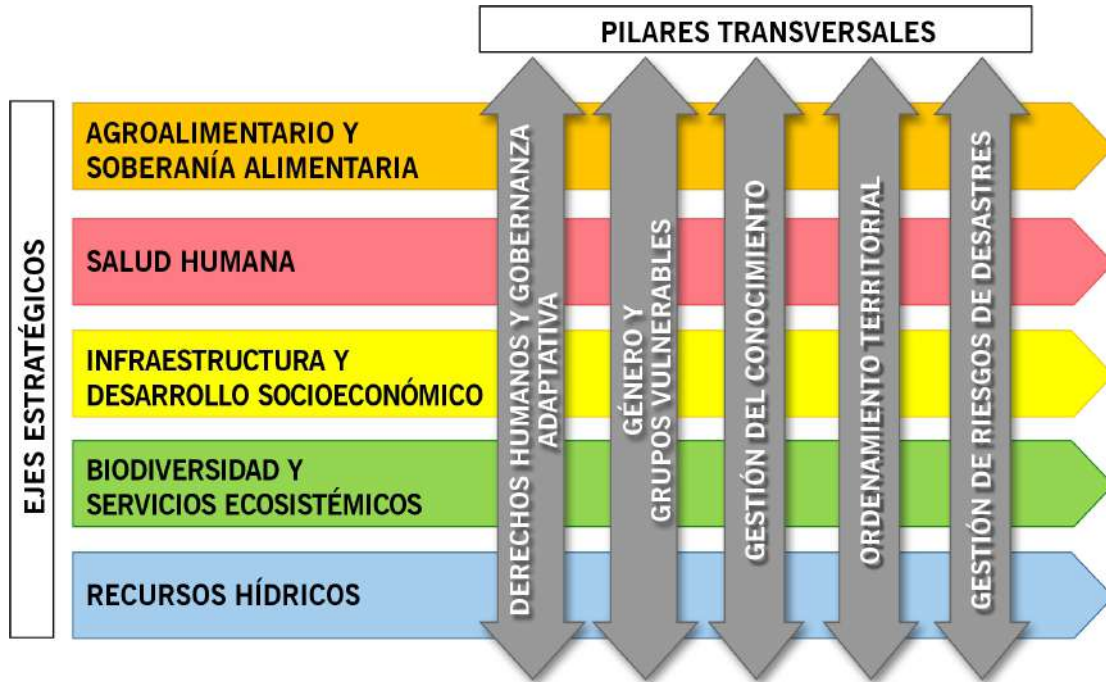 PILARES TRANSVERSALES
EJES ESTRATÉGICOS
AGROALIMENTARIO Y
SOBERANÍA ALIMENTARIA
SALUD HUMANA
INFRAESTRUCTURA Y
DESARROLLO SOCIOECONÓMICO
BIODIVERSIDAD Y
SERVICIOS ECOSISTÉMICOS
RECURSOS HÍDRICOS
DERECHOS HUMANOS Y GOBERNANZA
ADAPTATIVA
GÉNERO Y
GRUPOS VULNERABLES
GESTIÓN DEL CONOCIMIENTO
ORDENAMIENTO TERRITORIAL
GESTIÓN DE RIESGOS DE DESASTRES